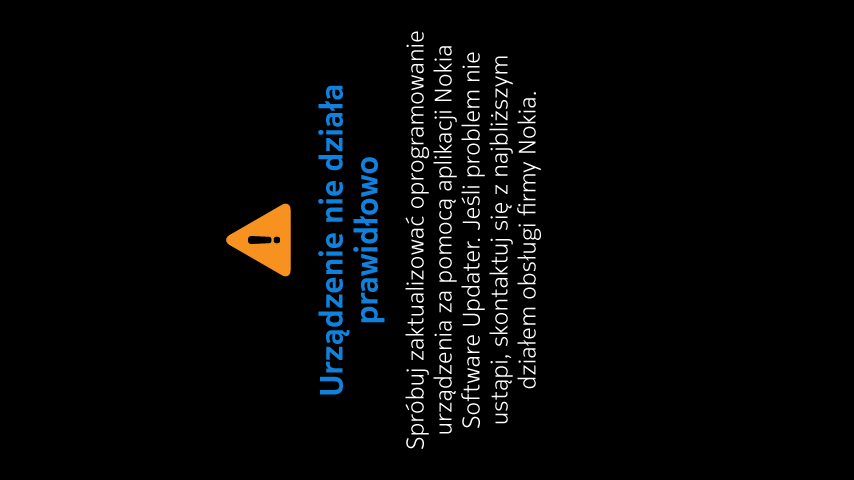 Urządzenie nie działa
prawidłowo
Spróbuj zaktualizować oprogramowanie
urządzenia za pomocą aplikacji Nokia
Software Updater. Jeśli problem nie
ustąpi, skontaktuj się z najbliższym
działem obsługi firmy Nokia.